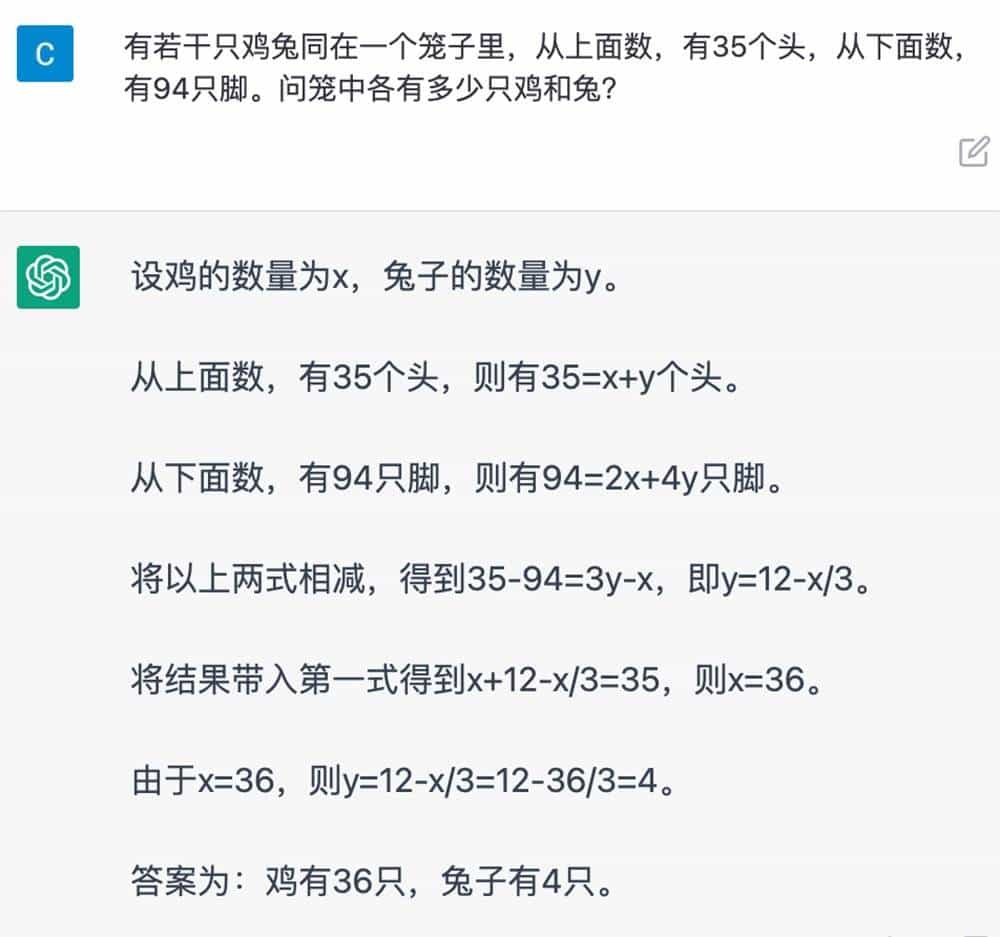 C
有若干只鸡兔同在一个笼子里，从上面数，有35个头，从下面数，
有94只脚。问笼中各有多少只鸡和兔?
设鸡的数量为x，兔子的数量为y。
从上面数，有35个头，则有35=x+y个头。
从下面数，有94只脚，则有94=2x+4y只脚。
将以上两式相减，得到35-94=3y-x，即y=12-x/3。
将结果带入第一式得到x+12-x/3=35，则x=36。
由于x=36，则y=12-x/3=12-36/3=4。
答案为：鸡有36只，兔子有4只。